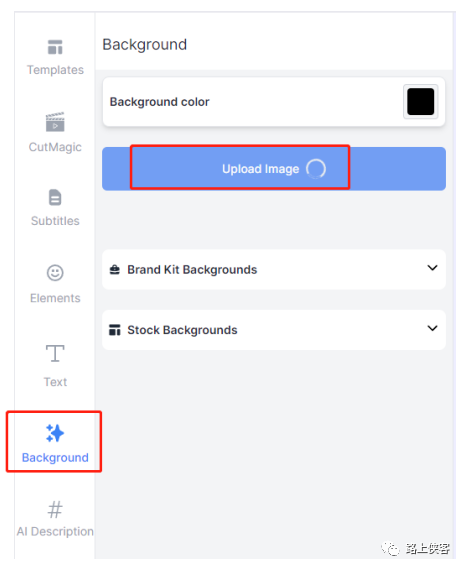 Templates
CutMagic
Subtitles
Elements
Text
Background
AI Description
Background
Background color
Upload Image
Brand Kit Backgrounds
Stock Backgrounds
路上侠客